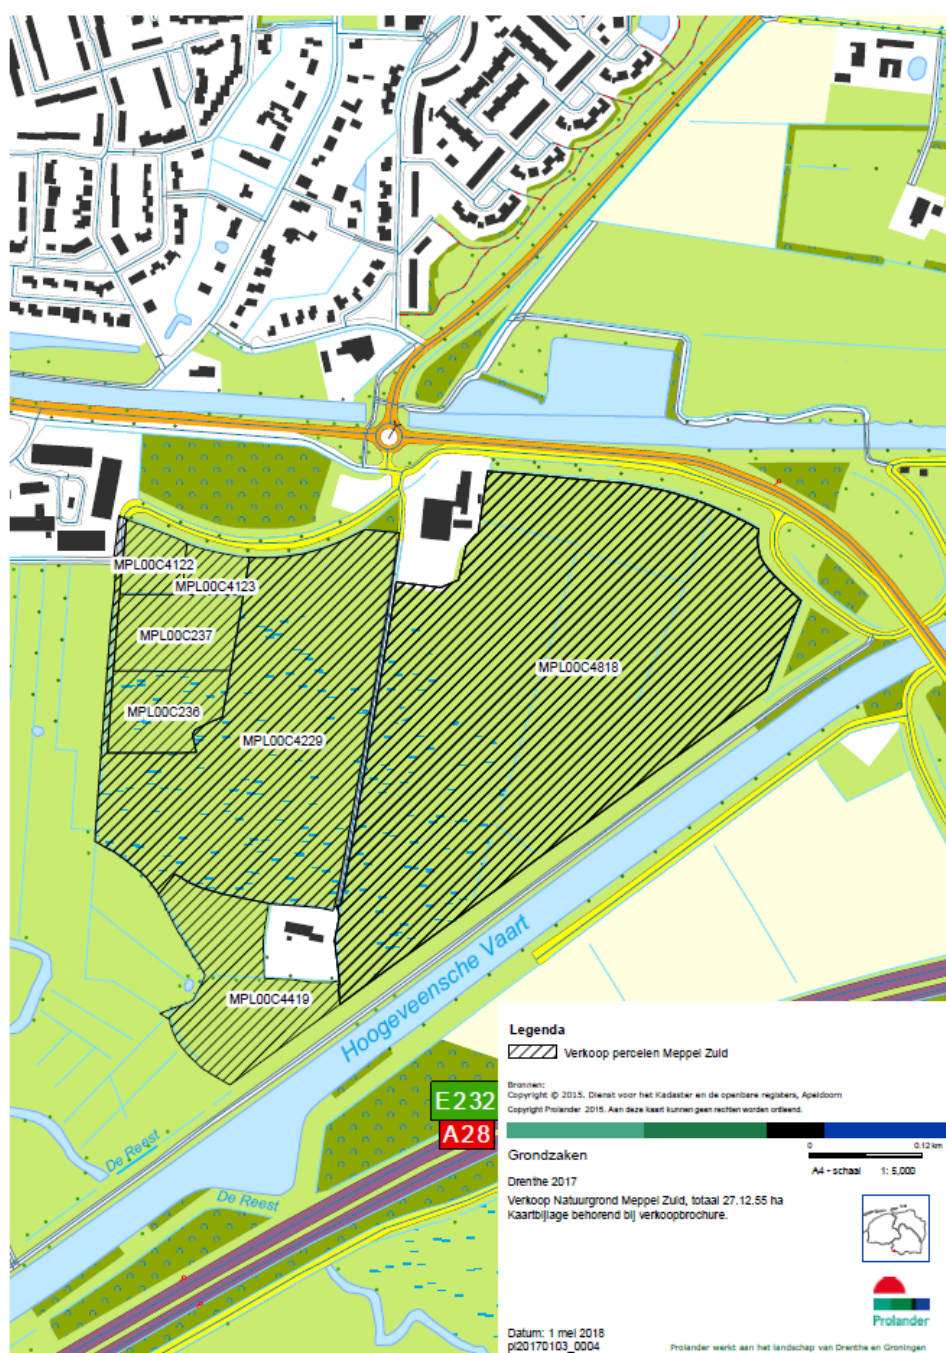 MPL00C4122
MPL00C4123
MPL00C237
MPL00C4818
MPL00C236
MPL00C4229
MPL00C4419
Hoogeveensche Vaart
De Reest
De Reest
E232
A28
Legenda
Verkoop percelen Meppel Zuid
Bronnen:
Copyright © 2015. Dienst voor het Kadaster en de openbare registers, Apeldoorn
Copyright Prolander 2015. Aan deze kaart kunnen geen rechten worden ontleend.
0 0.12 km
Grondzaken
A4 - schaal 1: 5,000
Drenthe 2017
Verkoop Natuurgrond Meppel Zuid, totaal 27.12.55 ha
Kaartbijlage behorend bij verkoopbrochure.
Prolander
Datum: 1 mei 2018
pl20170103_0004
Prolander werkt aan het landschap van Drenthe en Groningen